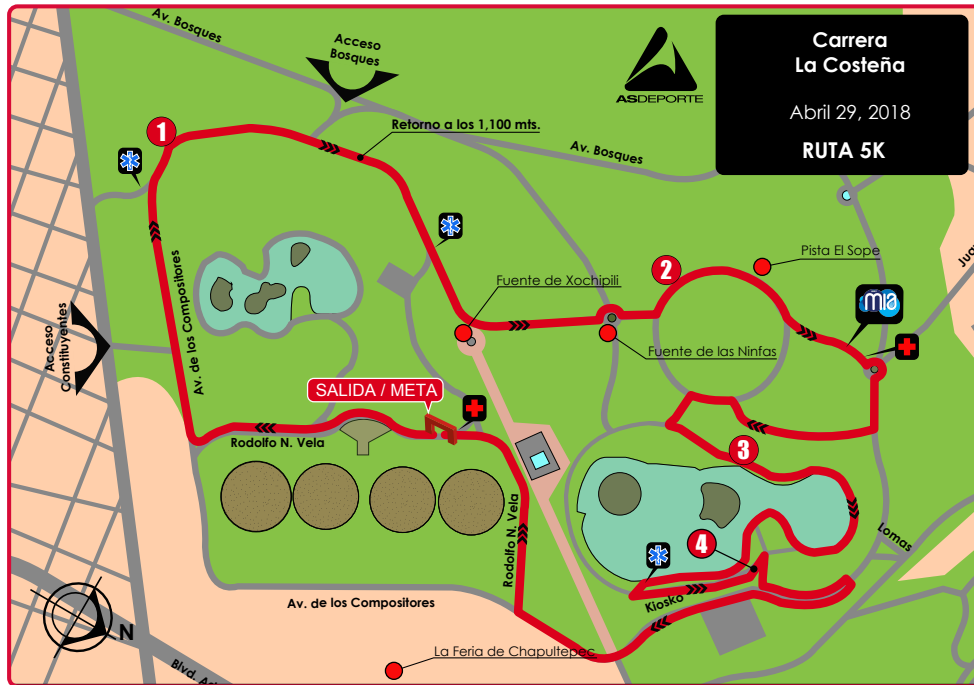 Av. Bosques
Acceso
Bosques
ASDEPORTE
Carrera
La Costeña
Abril 29, 2018
RUTA 5K
1
Retorno a los 1,100 mts.
Av. Bosques
Pista El Sope
2
Fuente de Xochipili
mia
Fuente de las Ninfas
Acceso
Constituyentes
Av. de los Compositores
SALIDA / META
Rodolfo N. Vela
3
Rodolfo N. Vela
4
Lomas
Kiosko
Av. de los Compositores
N
La Feria de Chapultepec